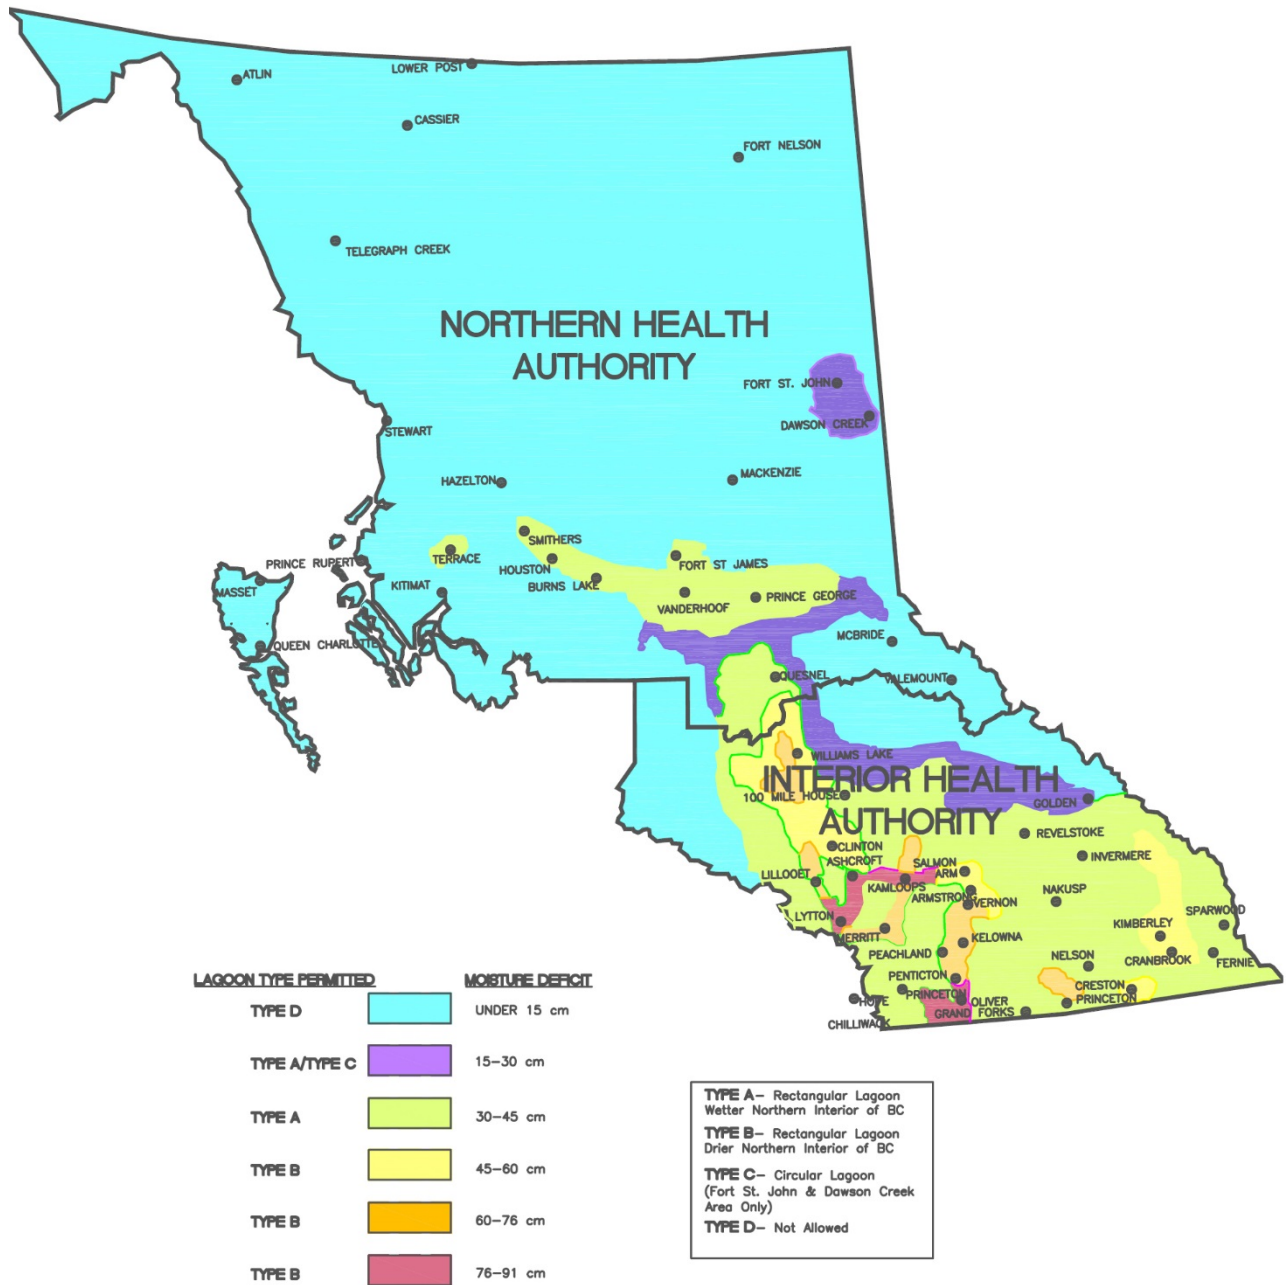 ATLIN
LOWER POST
CASSIER
FORT NELSON
TELEGRAPH CREEK
NORTHERN HEALTH
AUTHORITY
FORT ST. JOHN
DAWSON CREEK
STEWART
HAZELTON
MACKENZIE
SMITHERS
TERRACE
HOUSTON
FORT ST JAMES
PRINCE RUPERT
BURNS LAKE
KITIMAT
MASSET
VANDERHOOF
PRINCE GEORGE
QUEEN CHARLOTTE
MCBRIDE
QUESNEL
VALEMOUNT
WILLIAMS LAKE
INTERIOR HEALTH
AUTHORITY
100 MILE HOUSE
GOLDEN
REVELSTOKE
CLINTON
INVERMERE
ASHCROFT
SALMON
ARM
LILLOOET
KAMLOOPS
ARMSTRONG
VERNON
NAKUSP
LYTTON
KIMBERLEY
SPARWOOD
MERRITT
KELOWNA
PEACHLAND
NELSON
CRANBROOK
FERNIE
PENTICTON
CRESTON
PRINCETON
HOPE
OLIVER
PRINCETON
GRAND FORKS
CHILLIWACK
LAGOON TYPE PERMITTED MOISTURE DEFICIT
TYPE D UNDER 15 cm
TYPE A/TYPE C 15-30 cm
TYPE A 30-45 cm
TYPE B 45-60 cm
TYPE B 60-76 cm
TYPE B 76-91 cm
TYPE A- Rectangular Lagoon
Wetter Northern Interior of BC
TYPE B- Rectangular Lagoon
Drier Northern Interior of BC
TYPE C- Circular Lagoon
(Fort St. John & Dawson Creek
Area Only)
TYPE D- Not Allowed